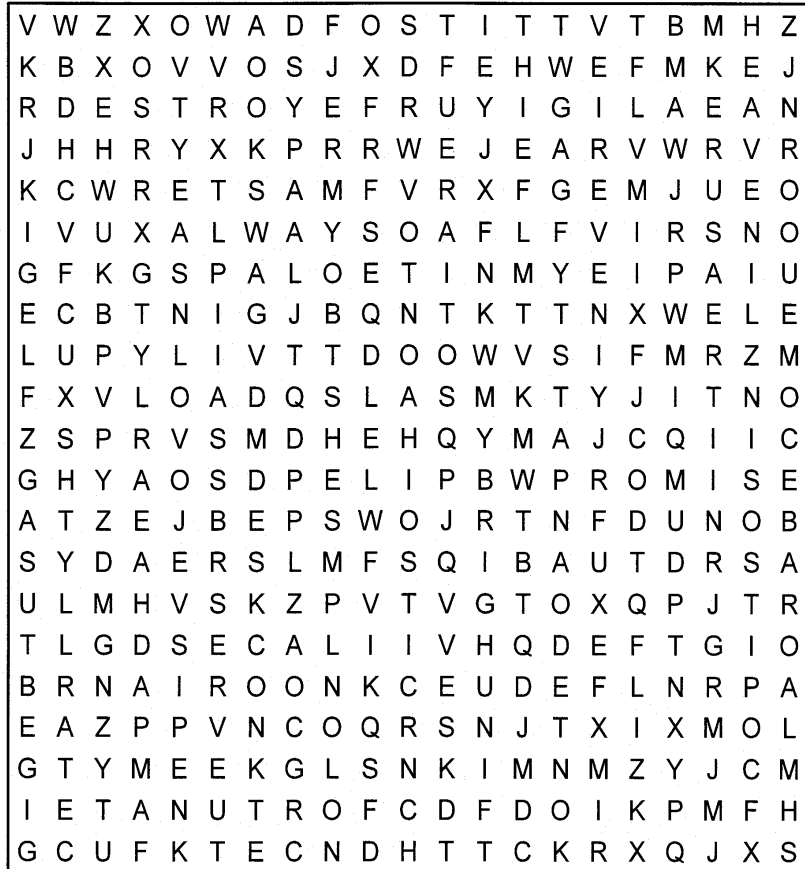 V W Z X O W A D F O S T I T T V T B M H Z
K B X O V V O S J X D F E H W E F M K E J
R D E S T R O Y E F R U Y I G I L A E A N
J H H R Y X K P R R W E J E A R V W R V R
K C W R E T S A M F V R X F G E M J U E O
I V U X A L W A Y S O A F L F V I R S N O
G F K G S P A L O E T I N M Y E I P A I U
E C B T N I G J B Q N T K T T N X W E L E
L U P Y L I V T T D O O W V S I F M R Z M
F X V L O A D Q S L A S M K T Y J I T N O
Z S P R V S M D H E H Q Y M A J C Q I I C
G H Y A O S D P E L I P B W P R O M I S E
A T Z E J B E P S W O J R T N F D U N O B
S Y D A E R S L M F S Q I B A U T D R S A
U L M H V S K Z P V T V G T O X Q P J T R
T L G D S E C A L I I V H Q D E F T G I O
B R N A I R O O N K C E U D E F L N R P A
E A Z P P V N C O Q R S N J T X I X M O L
G T Y M E E K G L S N K I M N M Z Y J C M
I E T A N U T R O F C D F D O I K P M F H
G C U F K T E C N D H T T C K R X Q J X S